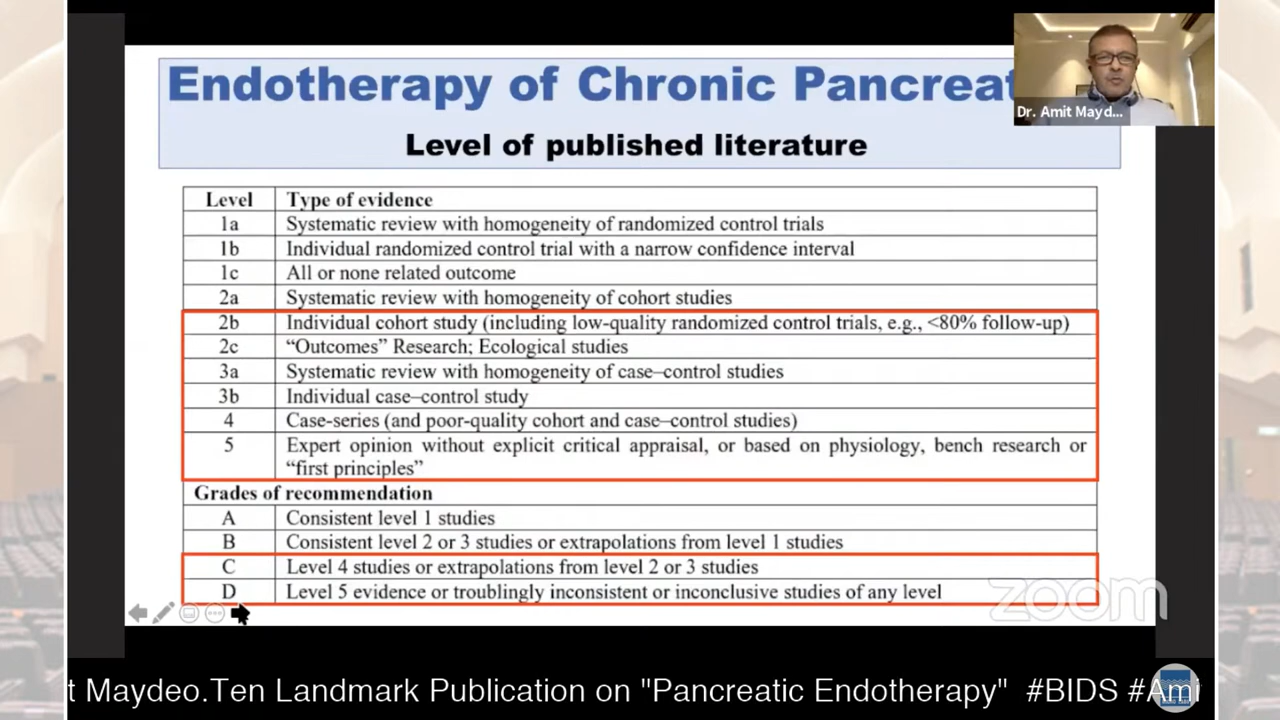 Endotherapy of Chronic Pancreat
Level of published literature
Dr. Amit Mayd...
Level Type of evidence
1a Systematic review with homogeneity of randomized control trials
1b Individual randomized control trial with a narrow confidence interval
1c All or none related outcome
2a Systematic review with homogeneity of cohort studies
2b Individual cohort study (including low-quality randomized control trials, e.g., <80% follow-up)
2c “Outcomes” Research; Ecological studies
3a Systematic review with homogeneity of case–control studies
3b Individual case–control study
4 Case-series (and poor-quality cohort and case–control studies)
5 Expert opinion without explicit critical appraisal, or based on physiology, bench research or
“first principles”
Grades of recommendation
A Consistent level 1 studies
B Consistent level 2 or 3 studies or extrapolations from level 1 studies
C Level 4 studies or extrapolations from level 2 or 3 studies
D Level 5 evidence or troublingly inconsistent or inconclusive studies of any level
zoom
t Maydeo.Ten Landmark Publication on "Pancreatic Endotherapy" #BIDS #Ami